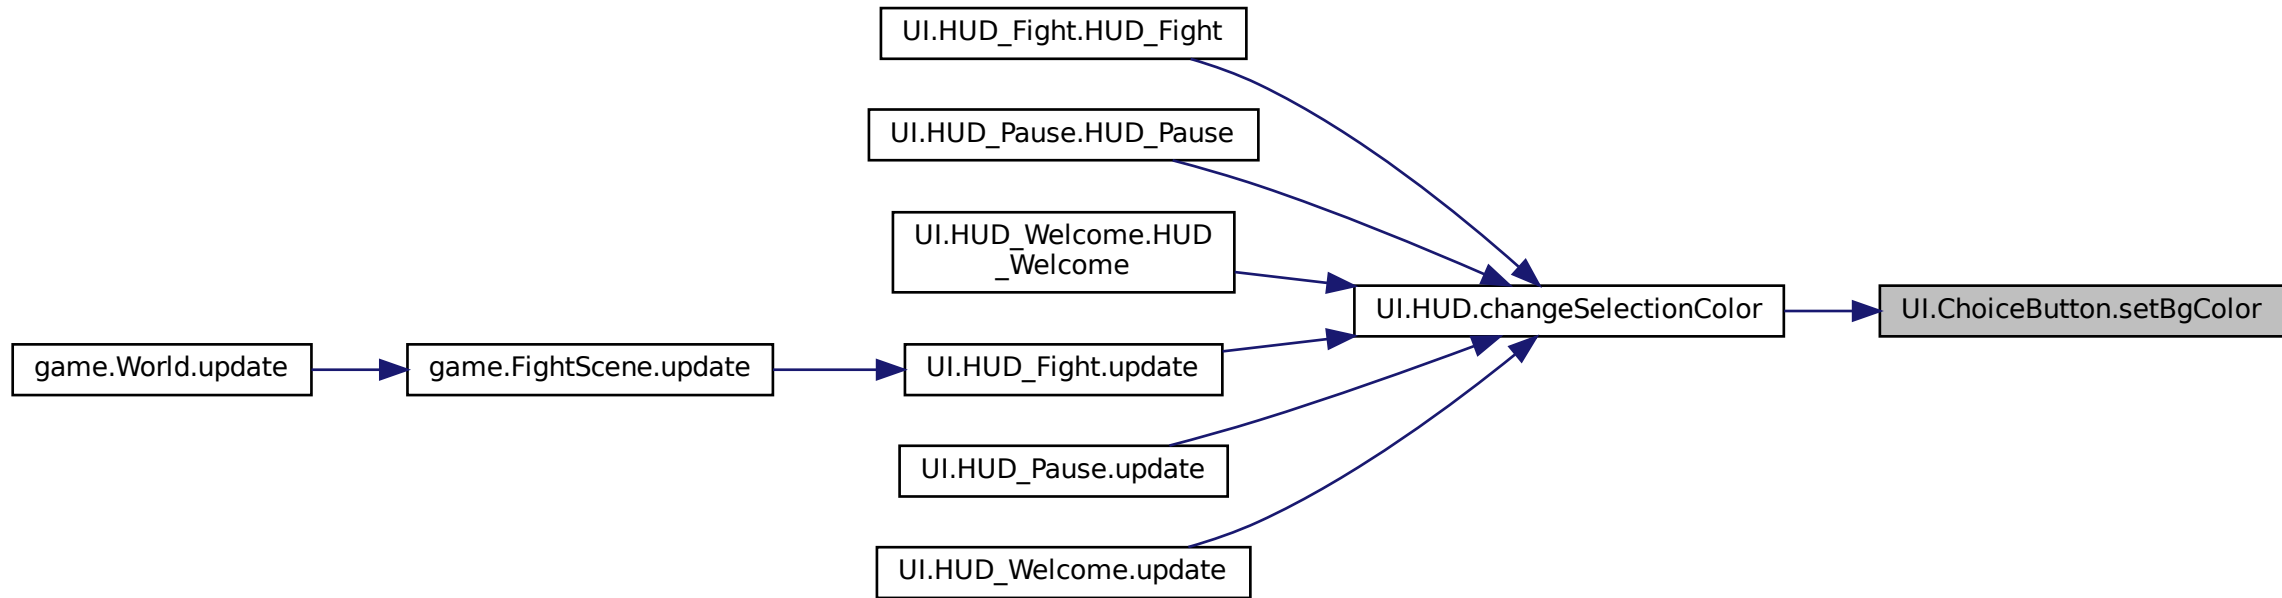 UI.HUD_Fight.HUD_Fight
UI.HUD_Pause.HUD_Pause
UI.HUD_Welcome.HUD
_Welcome
UI.HUD.changeSelectionColor
UI.ChoiceButton.setBgColor
game.World.update
game.FightScene.update
UI.HUD_Fight.update
UI.HUD_Pause.update
UI.HUD_Welcome.update